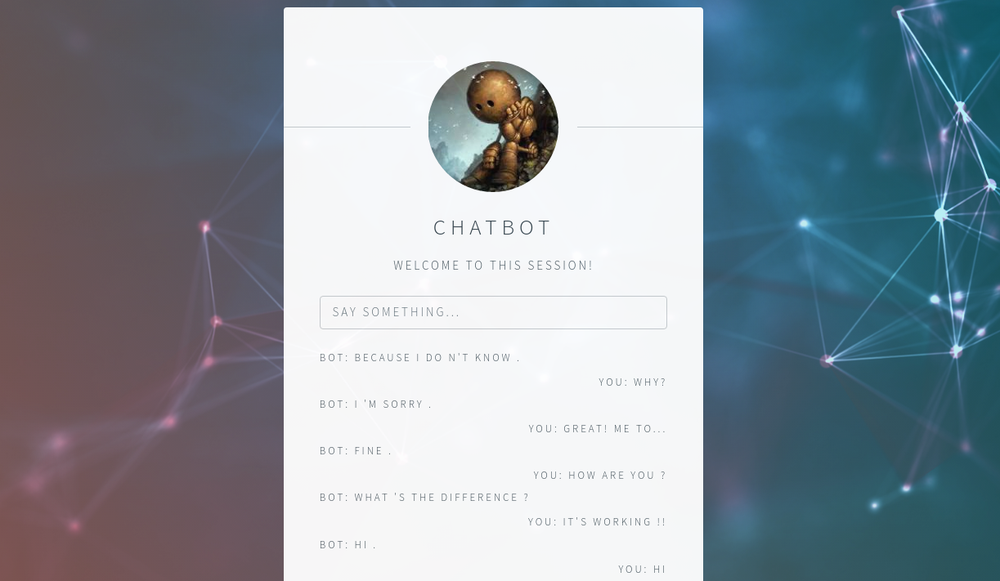 CHATBOT
WELCOME TO THIS SESSION!
SAY SOMETHING...
BOT: BECAUSE I DO N'T KNOW .
YOU: WHY?
BOT: I 'M SORRY .
YOU: GREAT! ME TO...
BOT: FINE .
YOU: HOW ARE YOU ?
BOT: WHAT 'S THE DIFFERENCE ?
YOU: IT'S WORKING !!
BOT: HI .
YOU: HI